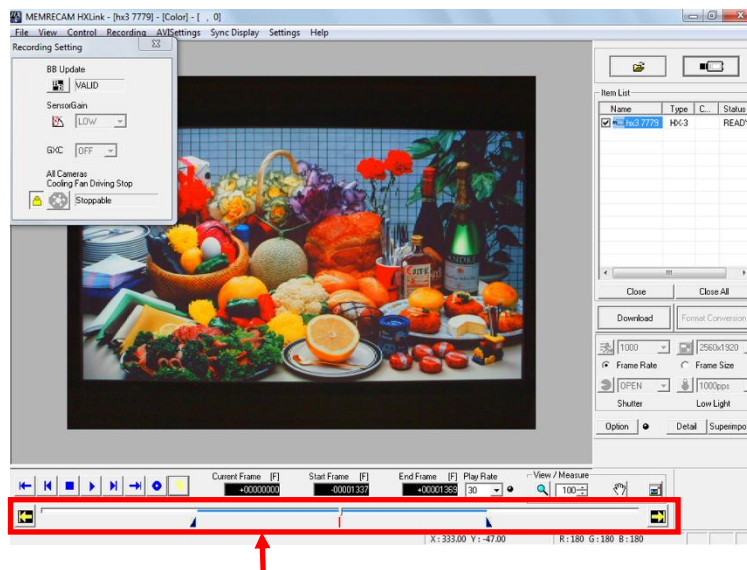 MEMRECAM HXLink - [hx3 7779] - [Color] - [ , 0]
File View Control Recording AVISettings Sync Display Settings Help
Recording Setting
BB Update
VALID
SensorGain
LOW
GXC OFF
All Cameras
Cooling Fan Driving Stop
Stoppable
Item List
Name Type C... Status
hx3 7779 HX-3 READY
Close Close All
Download Format Conversion
1000 2560x1920
Frame Rate Frame Size
OPEN 1000pps
Shutter Low Light
Option Detail Superimpo
Current Frame [F] Start Frame [F] End Frame [F] Play Rate View / Measure
+00000000 -00001337 +00001369 30 100
X : 333.00 Y : -47.00 R : 180 G : 180 B : 180